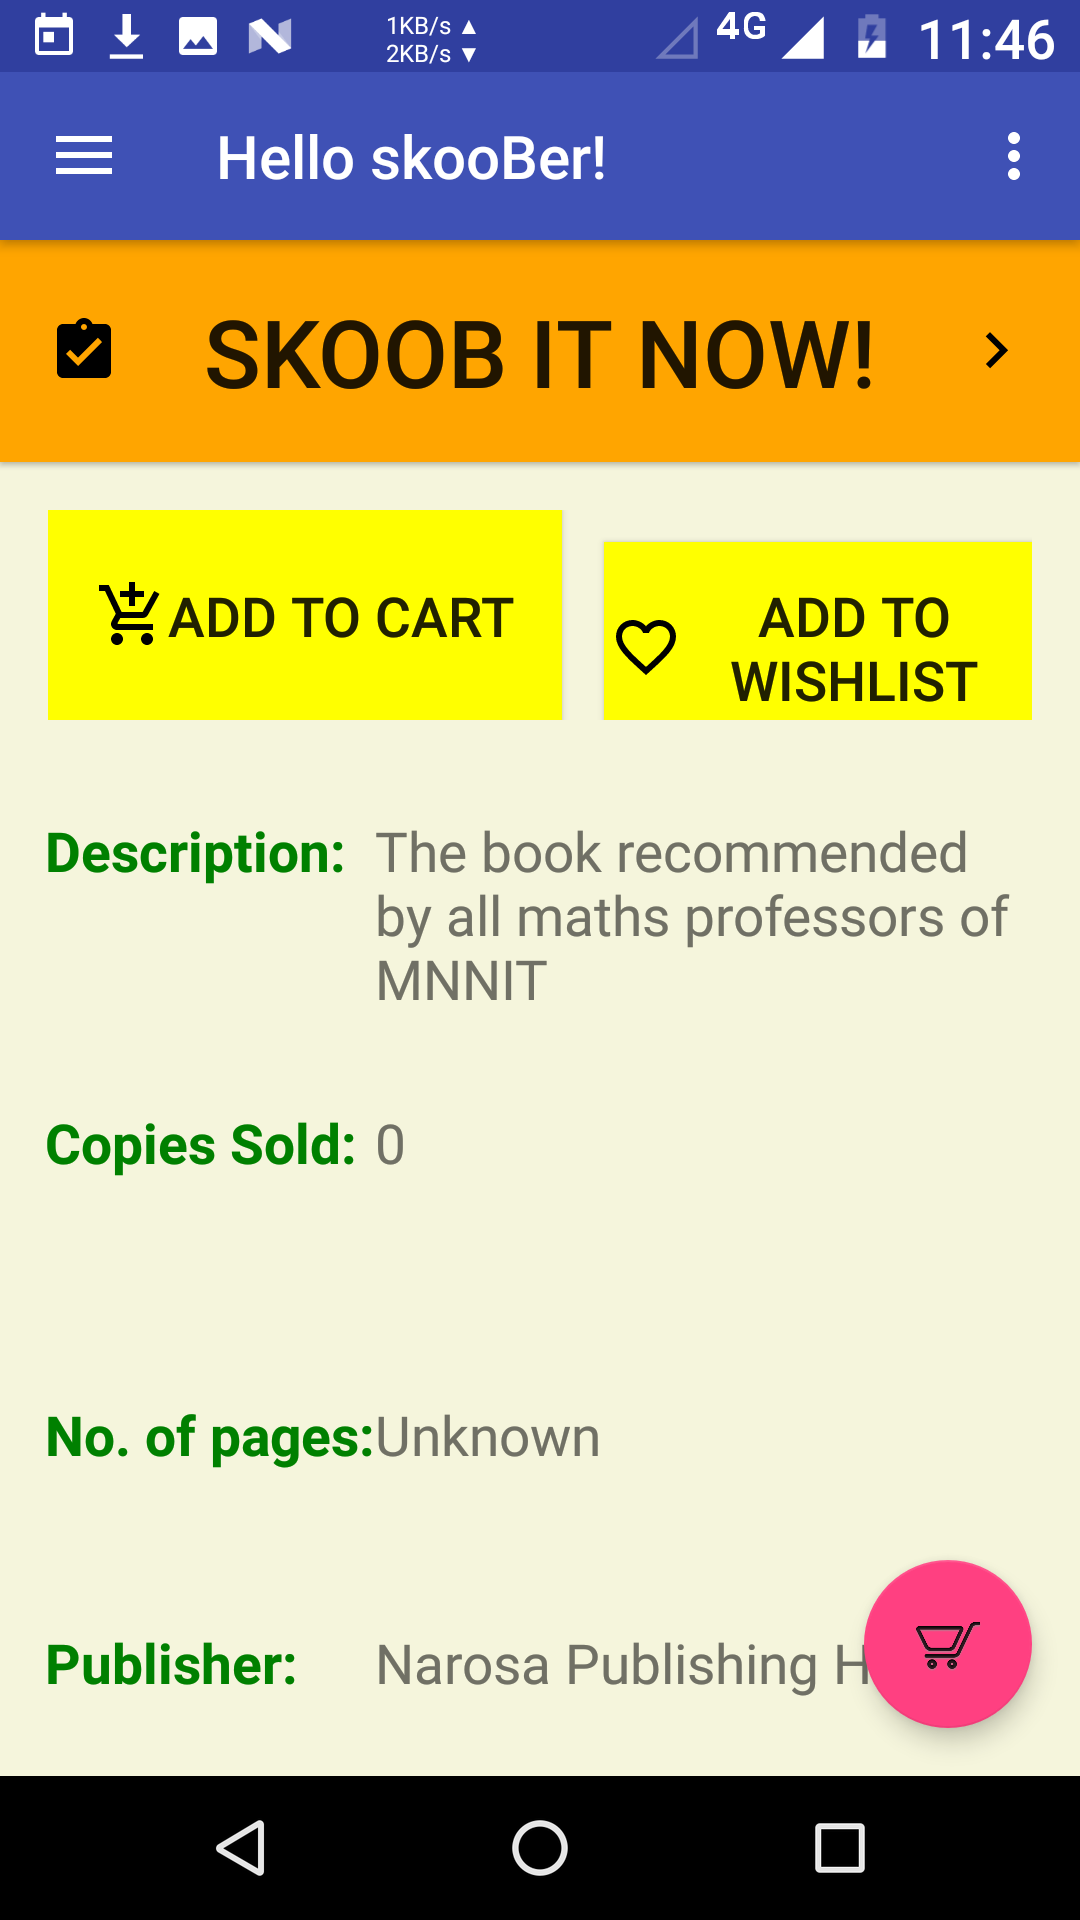 1KB/s ▲
2KB/s ▼
4G
11:46
Hello skooBer!
SKOOB IT NOW!
ADD TO CART
ADD TO
WISHLIST
Description: The book recommended
by all maths professors of
MNNIT
Copies Sold: 0
No. of pages: Unknown
Publisher: Narosa Publishing H